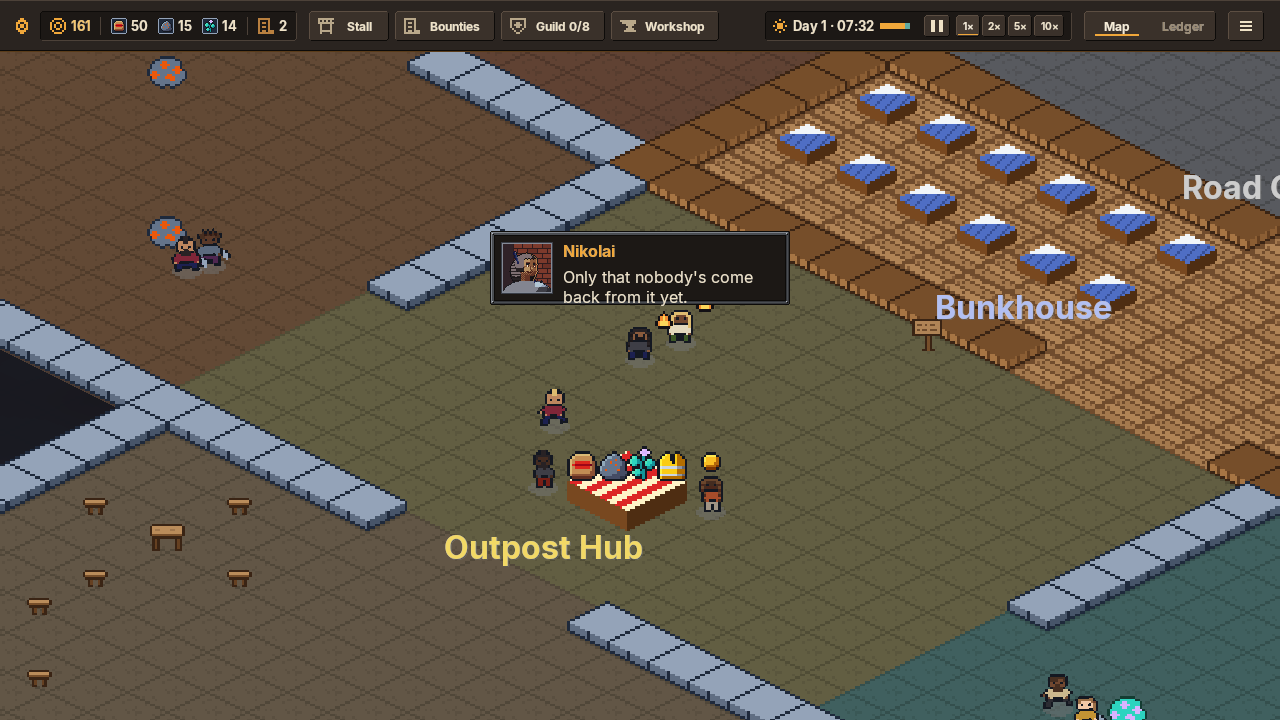 161 50 15 14 2 Stall Bounties Guild 0/8 Workshop Day 1 · 07:32 1x 2x 5x 10x Map Ledger
Road
Nikolai
Only that nobody's come
back from it yet.
Bunkhouse
Outpost Hub